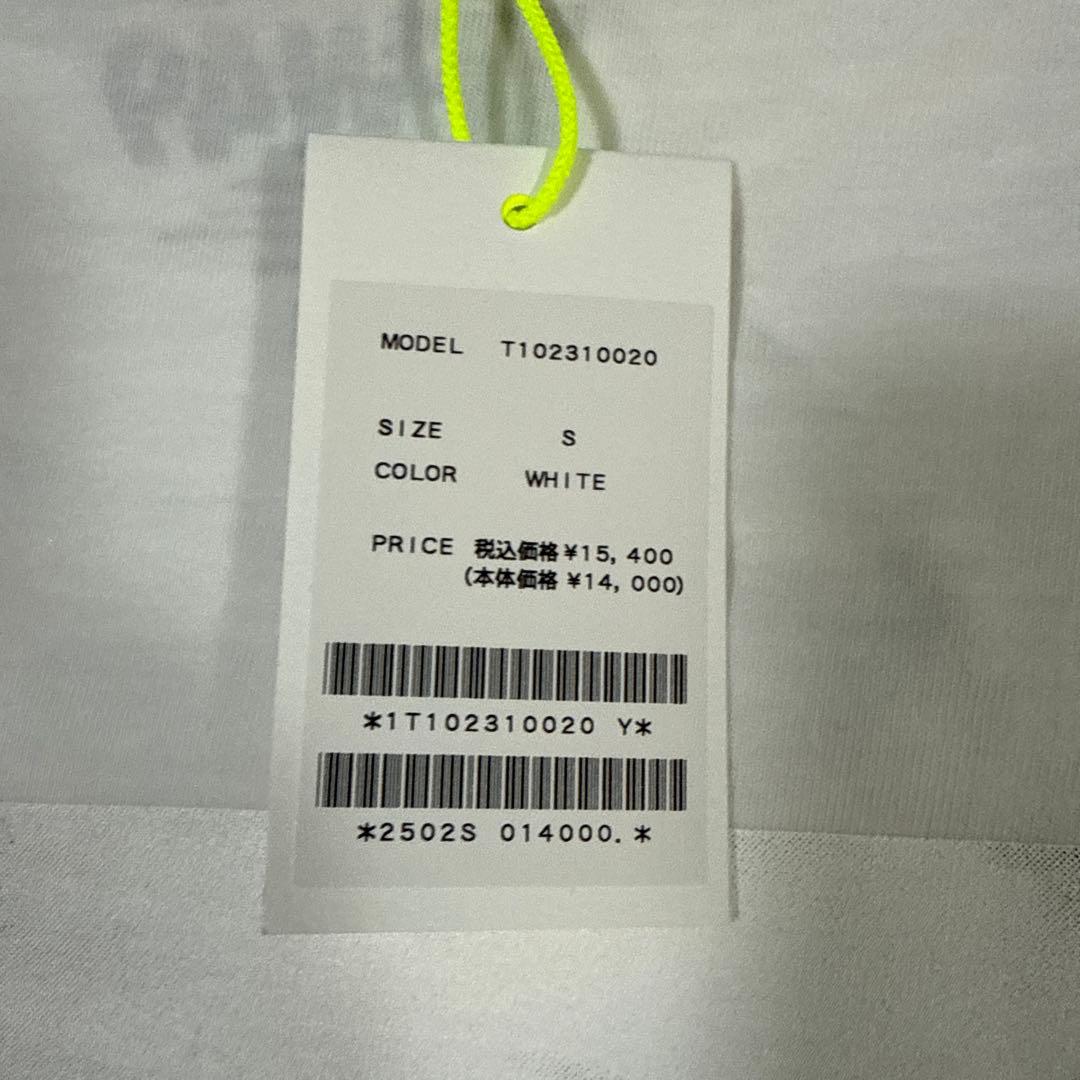 MODEL T102310020
SIZE S
COLOR WHITE
PRICE 税込価格¥15,400
(本体価格 ¥14,000)
*1T102310020 Y*
*2502S 014000.*